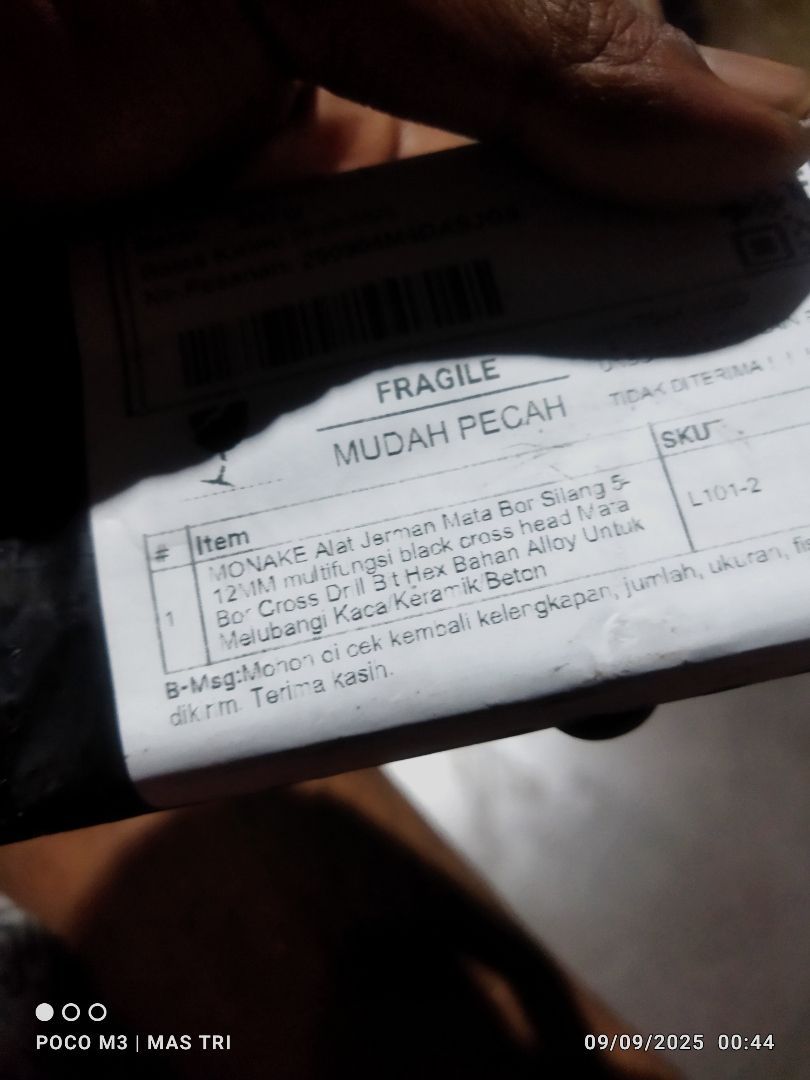 No.Pesanan:
FRAGILE
MUDAH PECAH
TIDAK DITERIMA ! ! !
# Item SKU
1 MONAKE Alat Jerman Mata Bor Silang 5- L101-2
12MM multifungsi black cross head Mata
Bor Cross Drill Bit Hex Bahan Alloy Untuk
Melubangi Kaca/Keramik/Beton
B-Msg:Mohon di cek kembali kelengkapan, jumlah, ukuran,
dikirim. Terima kasih.
POCO M3 | MAS TRI
09/09/2025 00:44